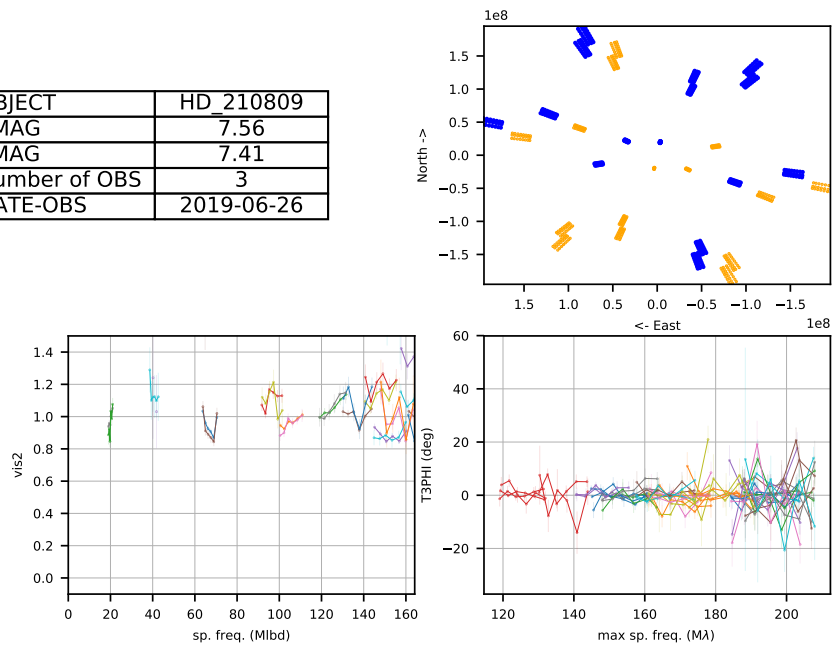 BJECT HD_210809
MAG 7.56
MAG 7.41
umber of OBS 3
ATE-OBS 2019-06-26
1e8
1.5
1.0
0.5
0.0
−0.5
−1.0
−1.5
North ->
1.5 1.0 0.5 0.0 −0.5 −1.0 −1.5
<- East
1e8
1.4
1.2
1.0
0.8
0.6
0.4
0.2
0.0
vis2
0 20 40 60 80 100 120 140 160
sp. freq. (Mlbd)
60
40
20
0
−20
T3PHI (deg)
120 140 160 180 200
max sp. freq. (Mλ)